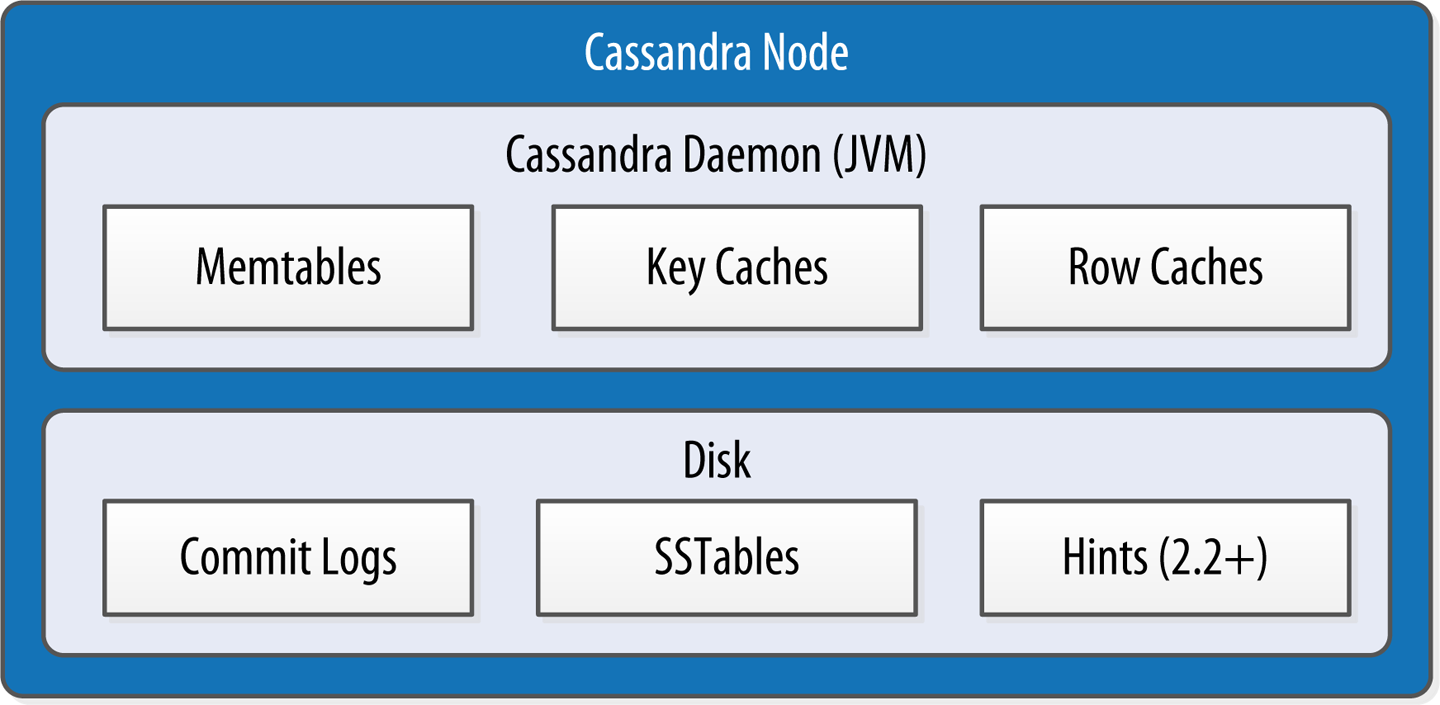 Cassandra Node
Cassandra Daemon (JVM)
Memtables
Key Caches
Row Caches
Disk
Commit Logs
SSTables
Hints (2.2+)